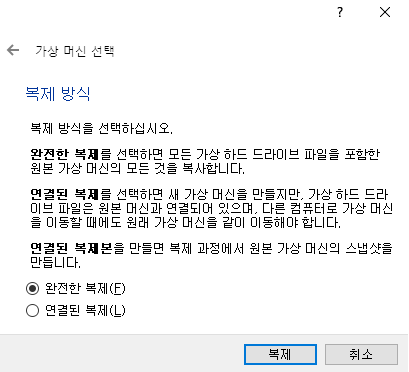 ?
가상 머신 선택
복제 방식
복제 방식을 선택하십시오.
완전한 복제를 선택하면 모든 가상 하드 드라이브 파일을 포함한
원본 가상 머신의 모든 것을 복사합니다.
연결된 복제를 선택하면 새 가상 머신을 만들지만, 가상 하드 드라
이브 파일은 원본 머신과 연결되어 있으며, 다른 컴퓨터로 가상 머신
을 이동할 때에도 원래 가상 머신을 같이 이동해야 합니다.
연결된 복제본을 만들면 복제 과정에서 원본 가상 머신의 스냅샷을
만듭니다.
완전한 복제(F)
연결된 복제(L)
복제 취소